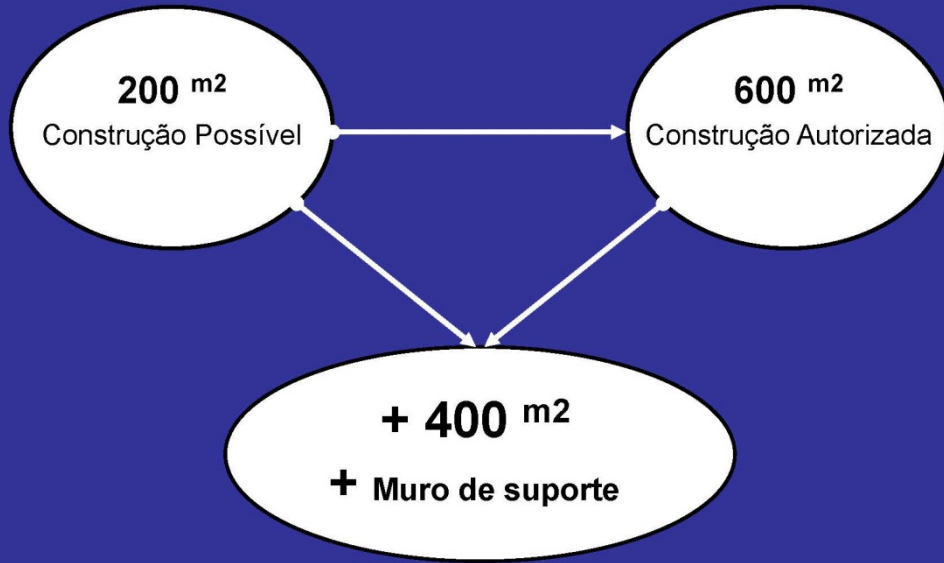 200 m2
Construção Possível
600 m2
Construção Autorizada
+ 400 m2
+ Muro de suporte